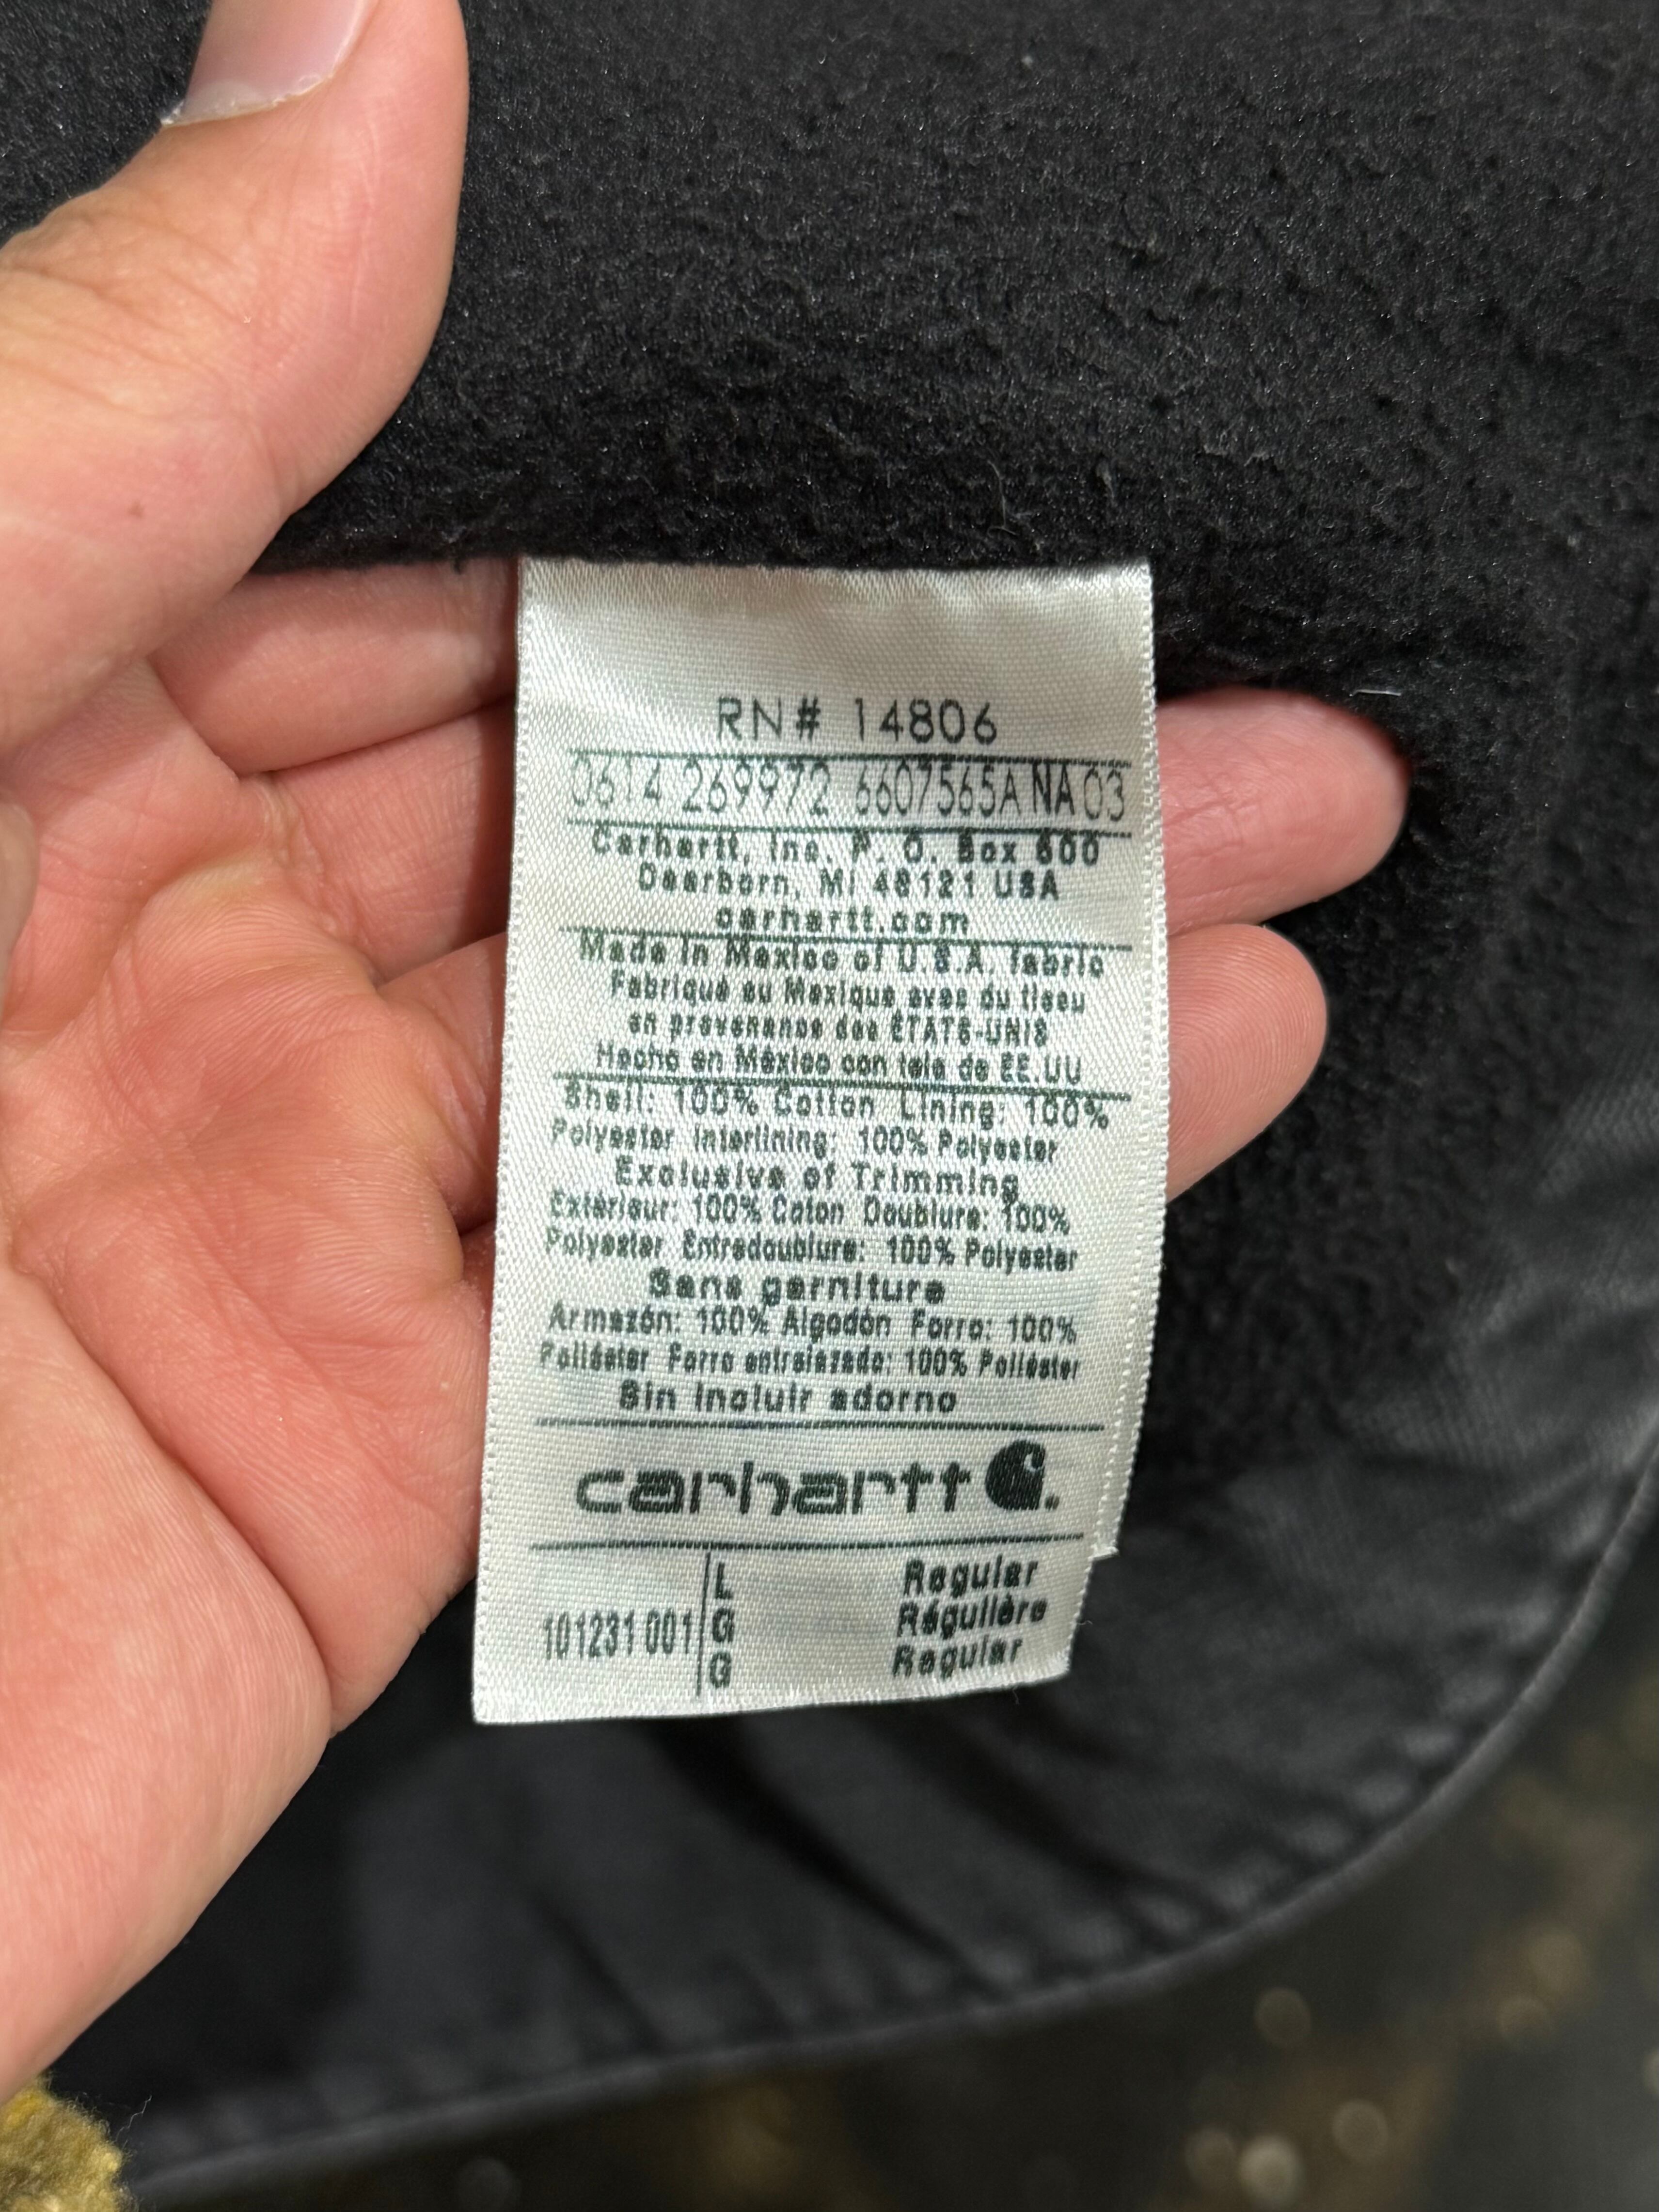 RN# 14806
0614 269972 6607565A NA 03
Carhartt, Inc. P. O. Box 600
Dearborn, MI 48121 USA
carhartt.com
Made in Mexico of U.S.A. fabric
Fabriqué au Mexique avec du tissu
en provenance des ÉTATS-UNIS
Hecho en México con tela de EE.UU
Shell: 100% Cotton Lining: 100%
Polyester Interlining: 100% Polyester
Exclusive of Trimming
Extérieur: 100% Coton Doublure: 100%
Polyester Entredoublure: 100% Polyester
Sans garniture
Armazón: 100% Algodón Forro: 100%
Poliéster Forro entrelazado: 100% Poliéster
Sin incluir adorno
carhartt
L Regular
101231 001 G Régulière
G Regular